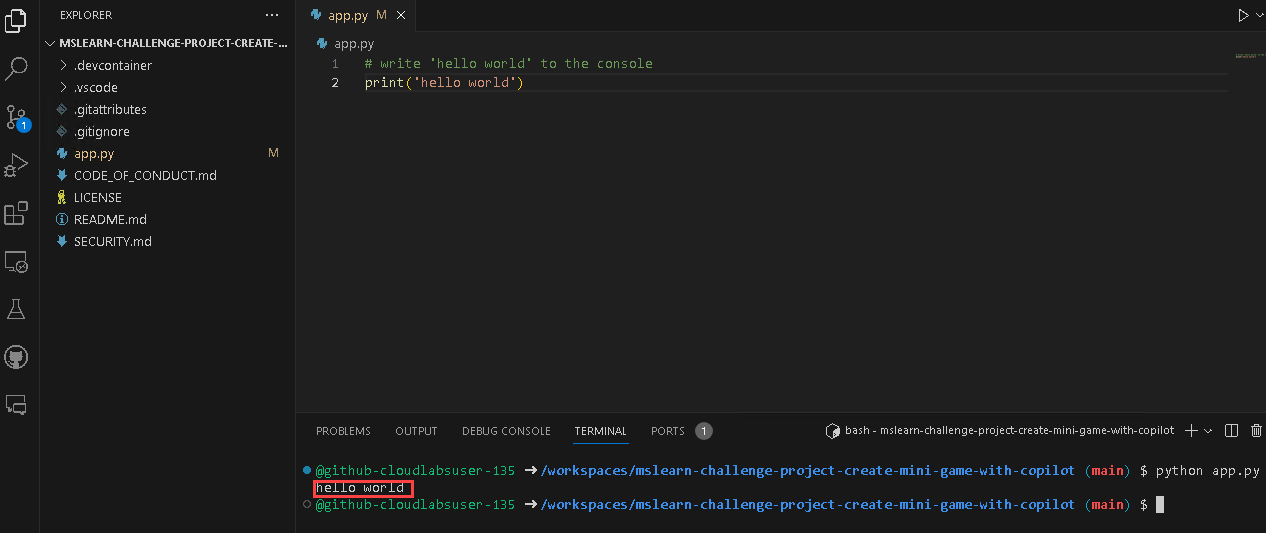 EXPLORER ...
app.py M
MSLEARN-CHALLENGE-PROJECT-CREATE-...
.devcontainer
.vscode
.gitattributes
.gitignore
app.py M
CODE_OF_CONDUCT.md
LICENSE
README.md
SECURITY.md
1
app.py
1 # write 'hello world' to the console
2 print('hello world')
PROBLEMS OUTPUT DEBUG CONSOLE TERMINAL PORTS 1 bash - mslearn-challenge-project-create-mini-game-with-copilot
@github-cloudlabsuser-135 ➜ /workspaces/mslearn-challenge-project-create-mini-game-with-copilot (main) $ python app.py
hello world
@github-cloudlabsuser-135 ➜ /workspaces/mslearn-challenge-project-create-mini-game-with-copilot (main) $